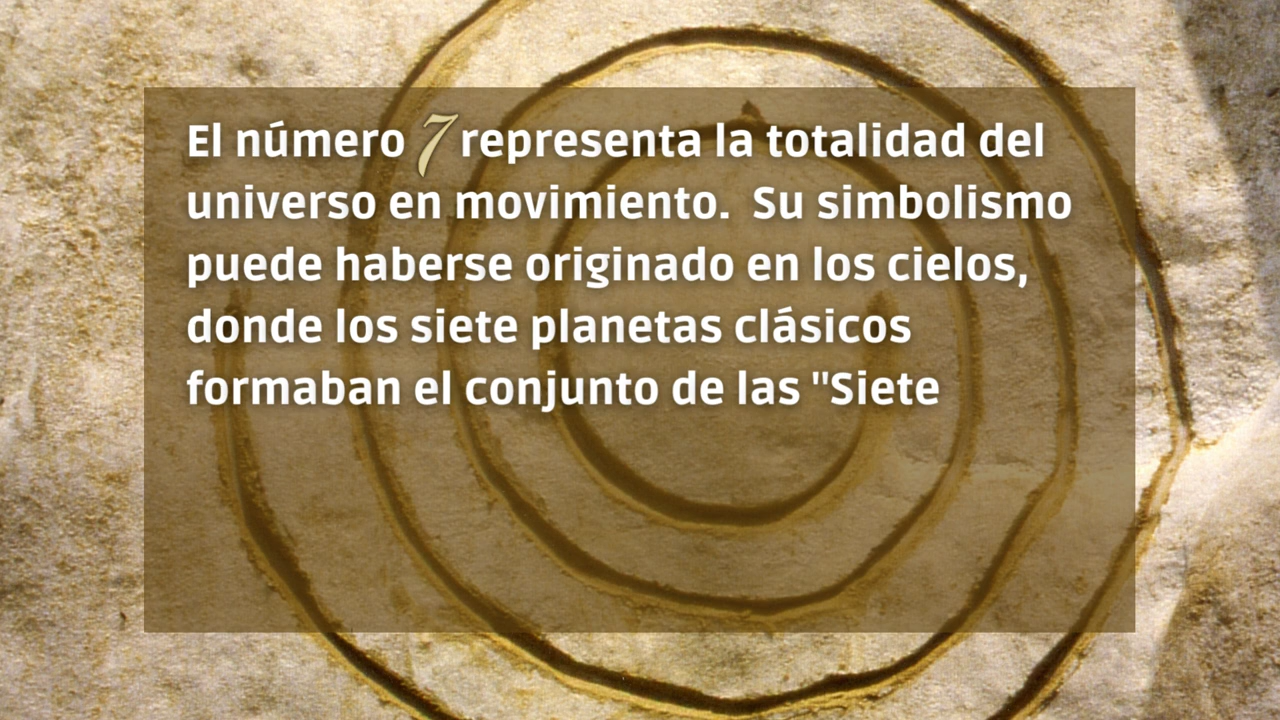 El número 7 representa la totalidad del
universo en movimiento.  Su simbolismo
puede haberse originado en los cielos,
donde los siete planetas clásicos
formaban el conjunto de las "Siete